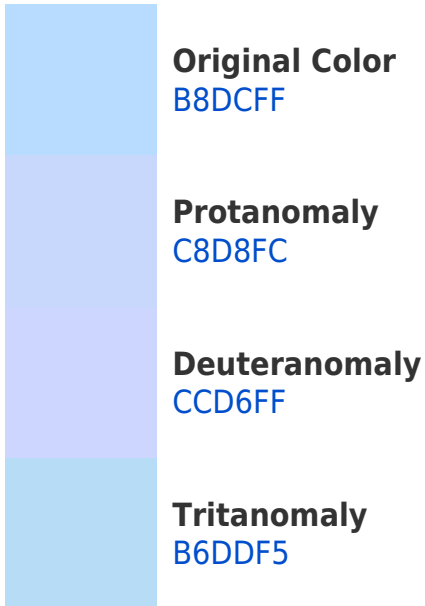 Original Color
B8DCFF
Protanomaly
C8D8FC
Deuteranomaly
CCD6FF
Tritanomaly
B6DDF5